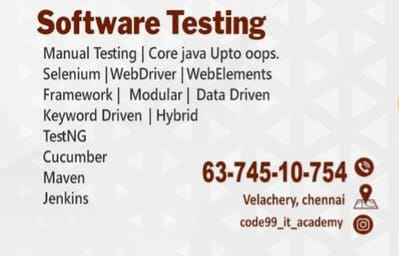 Software Testing
Manual Testing | Core java Upto oops.
Selenium | WebDriver | WebElements
Framework | Modular | Data Driven
Keyword Driven | Hybrid
TestNG
Cucumber
Maven
Jenkins
63-745-10-754
Velachery, chennai
code99_it_academy